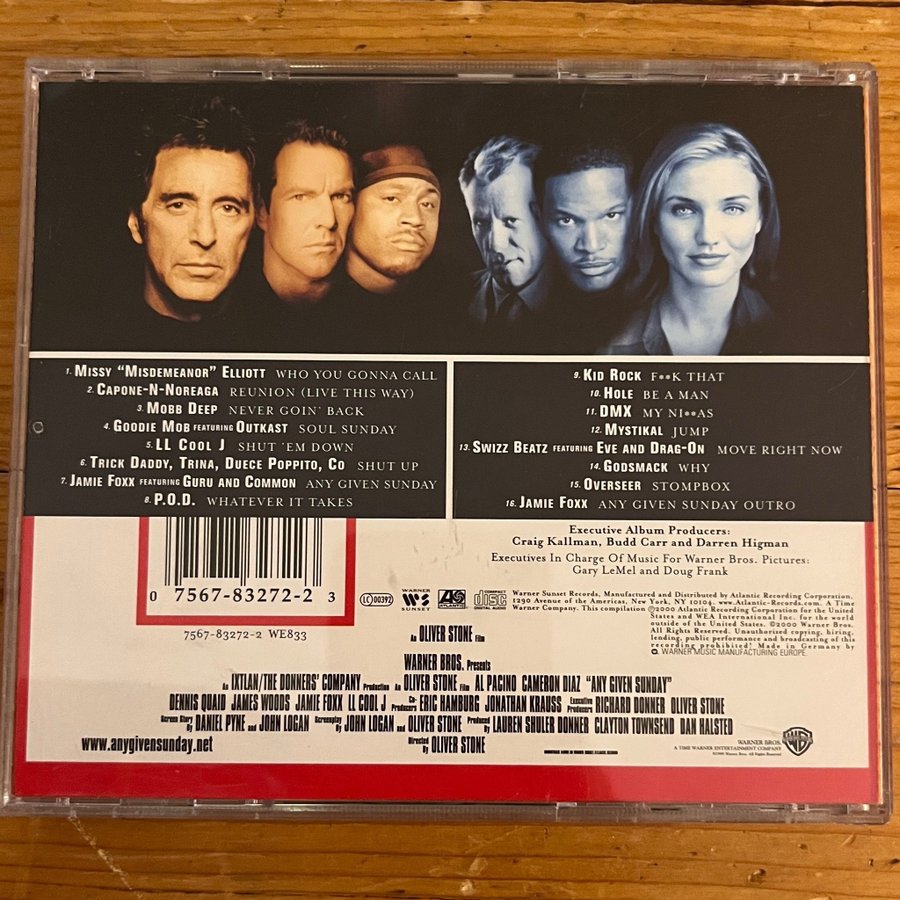 1. MISSY "MISDEMEANOR" ELLIOTT WHO YOU GONNA CALL
2. CAPONE-N-NOREAGA REUNION (LIVE THIS WAY)
3. MOBB DEEP NEVER GOIN' BACK
4. GOODIE MOB FEATURING OUTKAST SOUL SUNDAY
5. LL COOL J SHUT 'EM DOWN
6. TRICK DADDY, TRINA, DUECE POPPITO, CO SHUT UP
7. JAMIE FOXX FEATURING GURU AND COMMON ANY GIVEN SUNDAY
8. P.O.D. WHATEVER IT TAKES
9. KID ROCK F**K THAT
10. HOLE BE A MAN
11. DMX MY NI**AS
12. MYSTIKAL JUMP
13. SWIZZ BEATZ FEATURING EVE AND DRAG-ON MOVE RIGHT NOW
14. GODSMACK WHY
15. OVERSEER STOMPBOX
16. JAMIE FOXX ANY GIVEN SUNDAY OUTRO
Executive Album Producers:
Craig Kallman, Budd Carr and Darren Higman
Executives In Charge Of Music For Warner Bros. Pictures:
Gary LeMel and Doug Frank
0 7567-83272-2 3
7567-83272-2 WE833
LC 00392
WARNER SUNSET
ATLANTIC
COMPACT disc DIGITAL AUDIO
Warner Sunset Records, Manufactured and Distributed by Atlantic Recording Corporation,
1290 Avenue of the Americas, New York, NY 10104. www.Atlantic-Records.com. A Time
Warner Company. This compilation ℗2000 Atlantic Recording Corporation for the United
States and WEA International Inc. for the world
outside of the United States. ©2000 Warner Bros.
All Rights Reserved. Unauthorized copying, hiring,
lending, public performance and broadcasting of this
recording prohibited! Made in Germany by
WARNER MUSIC MANUFACTURING EUROPE.
An OLIVER STONE Film
WARNER BROS. Presents
An IXTLAN/THE DONNERS' COMPANY Production An OLIVER STONE Film AL PACINO CAMERON DIAZ "ANY GIVEN SUNDAY"
DENNIS QUAID JAMES WOODS JAMIE FOXX LL COOL J Co-Producers ERIC HAMBURG JONATHAN KRAUSS Executive Producers RICHARD DONNER OLIVER STONE
Screen Story By DANIEL PYNE and JOHN LOGAN Screenplay By JOHN LOGAN and OLIVER STONE Produced By LAUREN SHULER DONNER CLAYTON TOWNSEND DAN HALSTED
Directed By OLIVER STONE
www.anygivensunday.net
WARNER BROS.
A TIME WARNER ENTERTAINMENT COMPANY